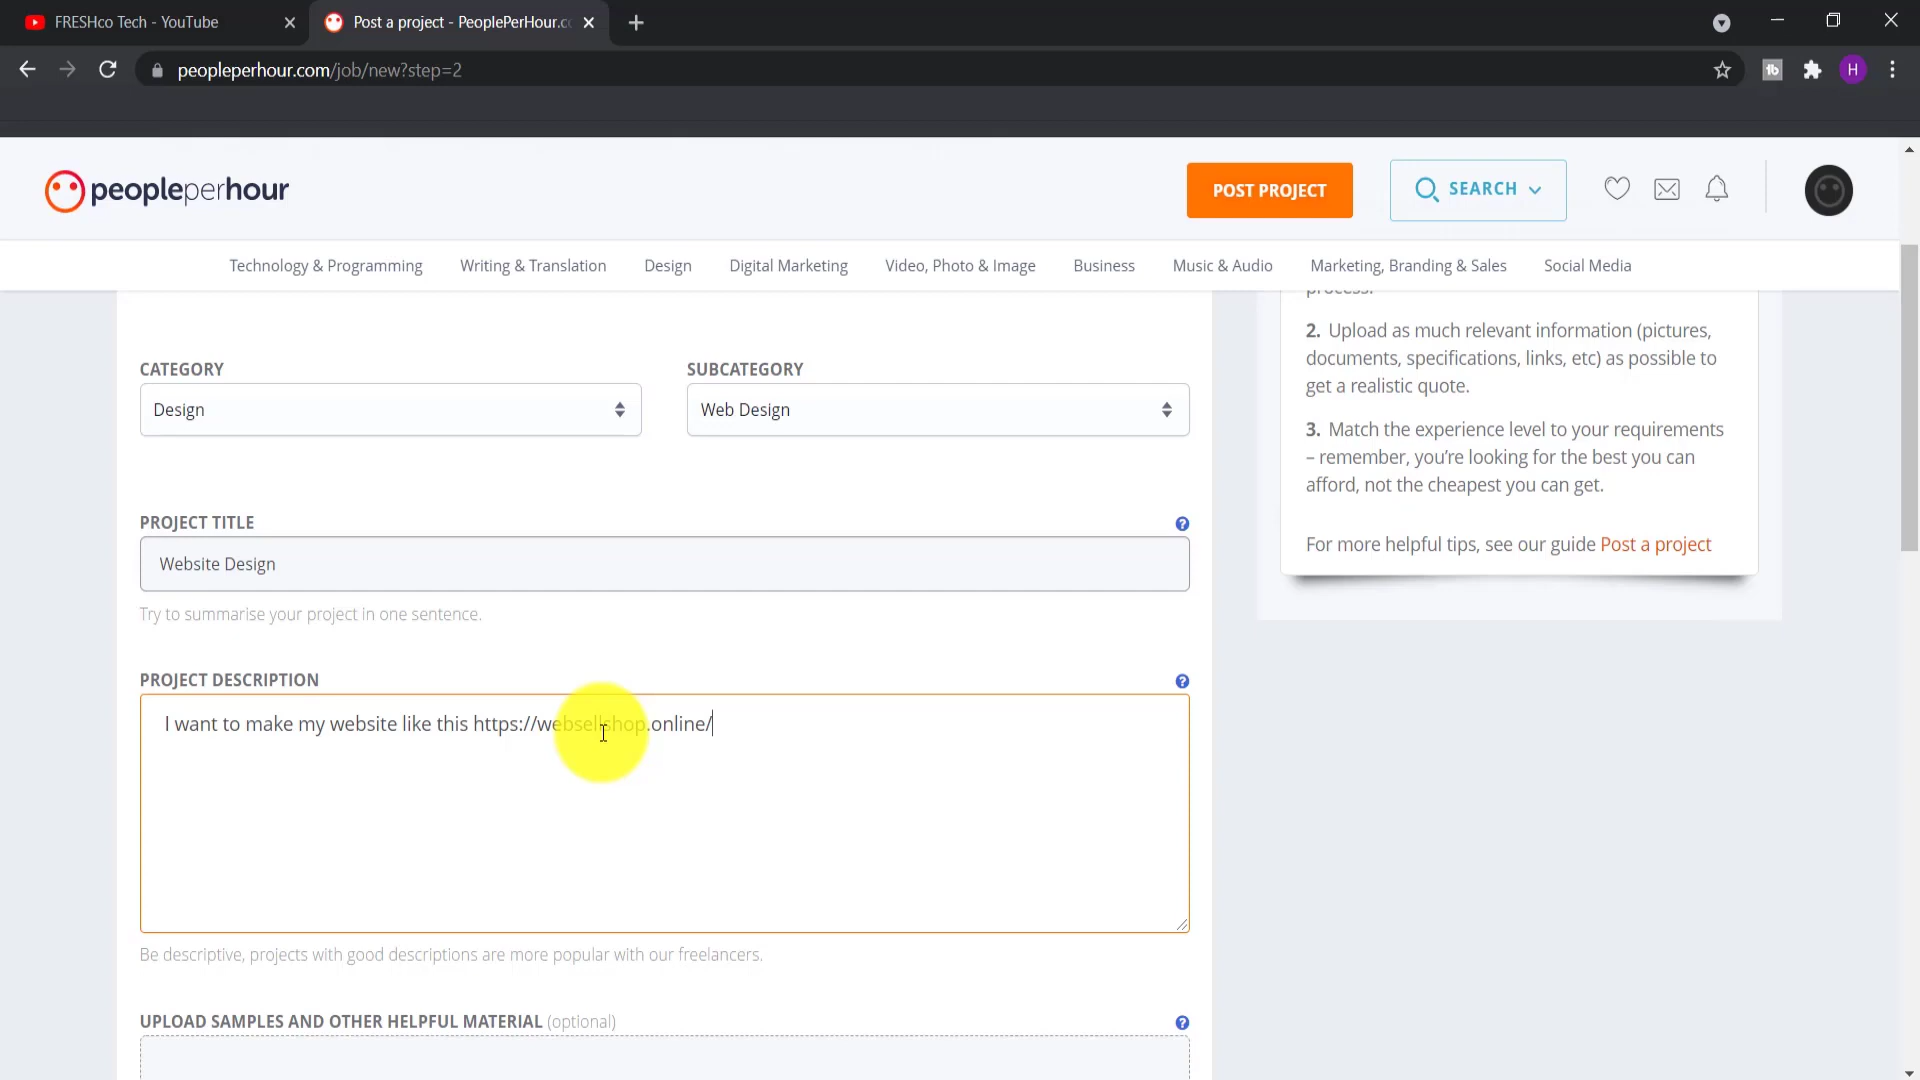 FRESHco Tech - YouTube
Post a project - PeoplePerHour.c
peopleperhour.com/job/new?step=2
H
peopleperhour
POST PROJECT
SEARCH
Technology & Programming
Writing & Translation
Design
Digital Marketing
Video, Photo & Image
Business
Music & Audio
Marketing, Branding & Sales
Social Media
process.
2. Upload as much relevant information (pictures,
documents, specifications, links, etc) as possible to
get a realistic quote.
3. Match the experience level to your requirements
– remember, you're looking for the best you can
afford, not the cheapest you can get.
For more helpful tips, see our guide Post a project
CATEGORY
SUBCATEGORY
Design
Web Design
PROJECT TITLE
?
Website Design
Try to summarise your project in one sentence.
PROJECT DESCRIPTION
?
I want to make my website like this https://websellshop.online/
Be descriptive, projects with good descriptions are more popular with our freelancers.
UPLOAD SAMPLES AND OTHER HELPFUL MATERIAL (optional)
?